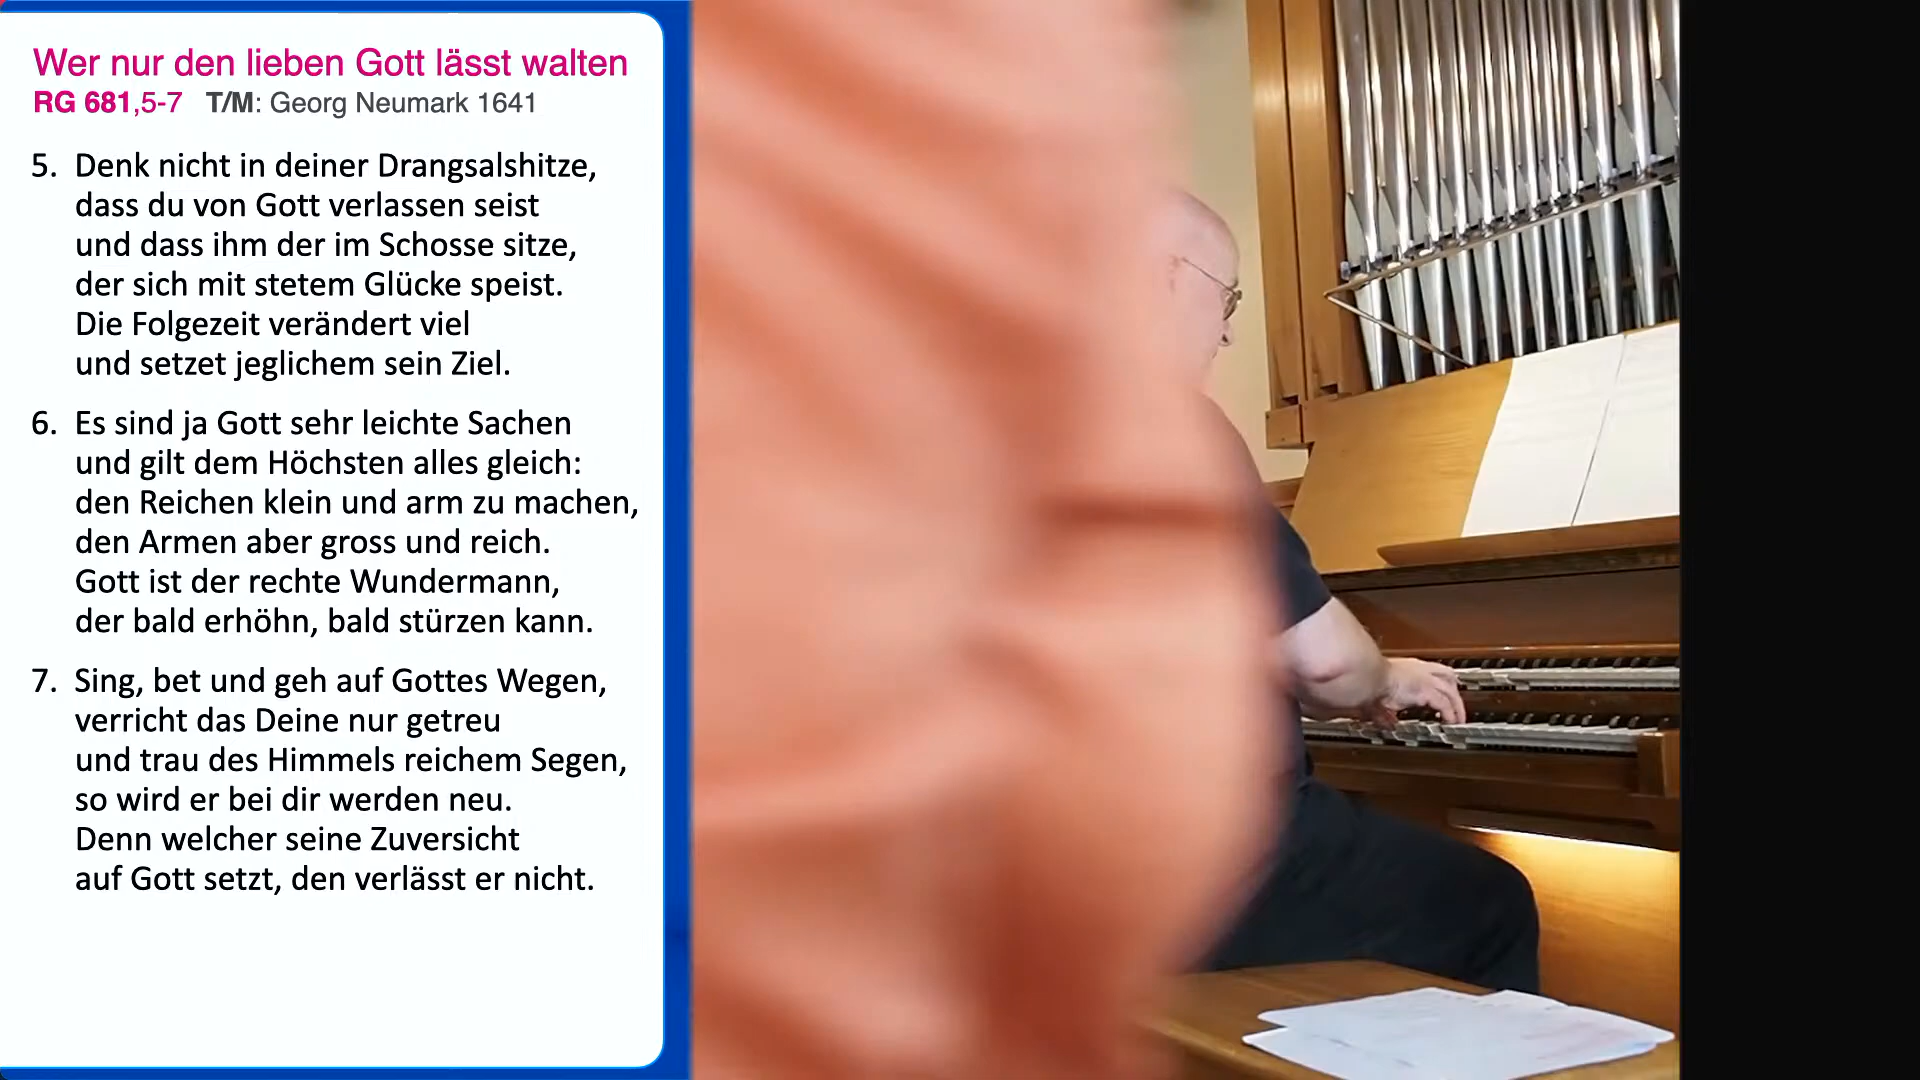 Wer nur den lieben Gott lässt walten
RG 681,5-7 T/M: Georg Neumark 1641
5. Denk nicht in deiner Drangsalshitze,
dass du von Gott verlassen seist
und dass ihm der im Schosse sitze,
der sich mit stetem Glücke speist.
Die Folgezeit verändert viel
und setzet jeglichem sein Ziel.
6. Es sind ja Gott sehr leichte Sachen
und gilt dem Höchsten alles gleich:
den Reichen klein und arm zu machen,
den Armen aber gross und reich.
Gott ist der rechte Wundermann,
der bald erhöhn, bald stürzen kann.
7. Sing, bet und geh auf Gottes Wegen,
verricht das Deine nur getreu
und trau des Himmels reichem Segen,
so wird er bei dir werden neu.
Denn welcher seine Zuversicht
auf Gott setzt, den verlässt er nicht.